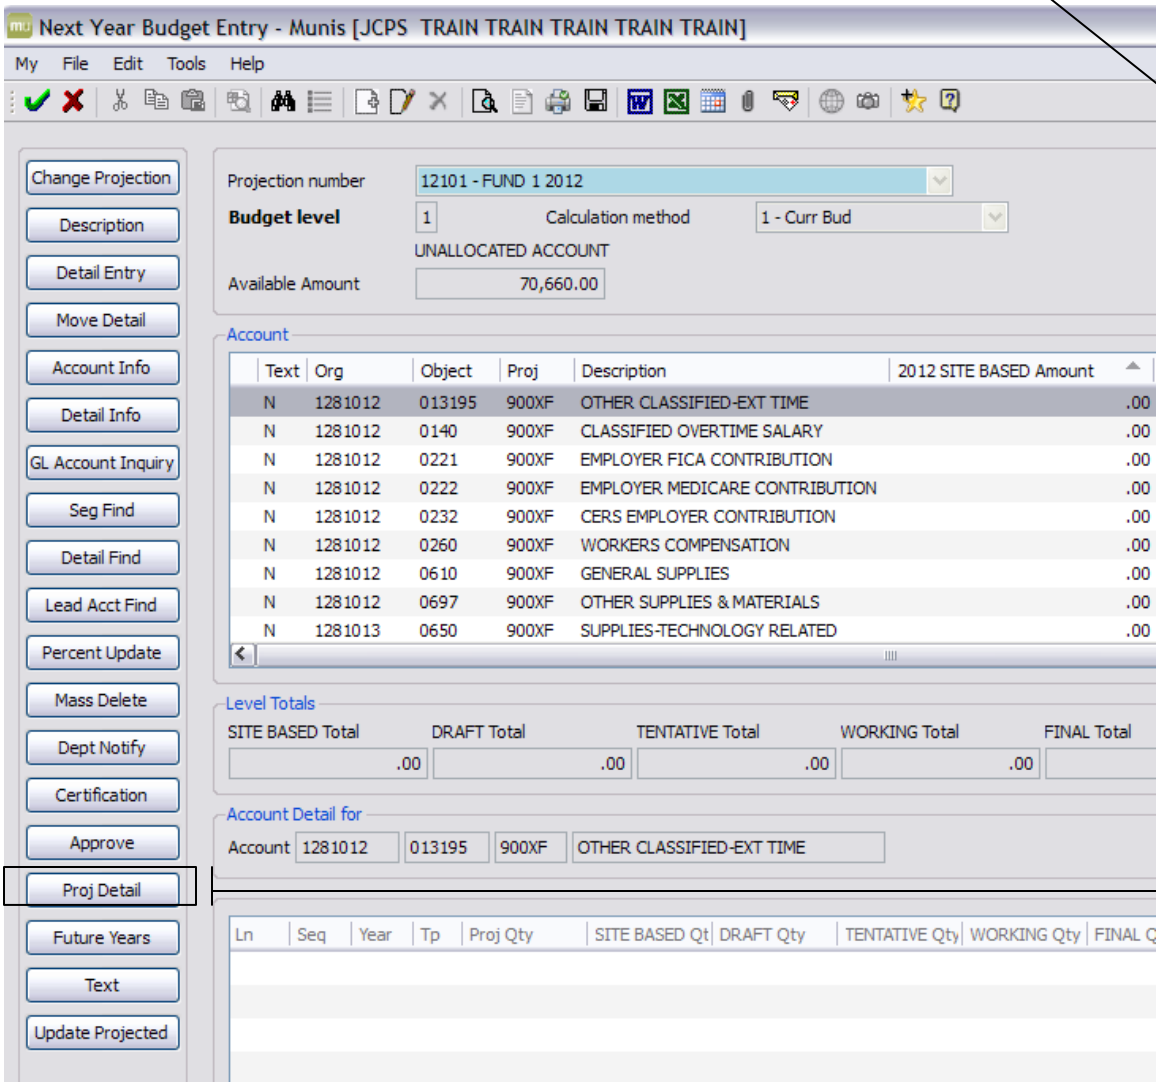 mu Next Year Budget Entry - Munis [JCPS TRAIN TRAIN TRAIN TRAIN TRAIN]
My File Edit Tools Help
Change Projection
Description
Detail Entry
Move Detail
Account Info
Detail Info
GL Account Inquiry
Seg Find
Detail Find
Lead Acct Find
Percent Update
Mass Delete
Dept Notify
Certification
Approve
Proj Detail
Future Years
Text
Update Projected
Projection number 12101 - FUND 1 2012
Budget level 1 Calculation method 1 - Curr Bud
UNALLOCATED ACCOUNT
Available Amount 70,660.00
Account
Text Org Object Proj Description 2012 SITE BASED Amount
N 1281012 013195 900XF OTHER CLASSIFIED-EXT TIME .00
N 1281012 0140 900XF CLASSIFIED OVERTIME SALARY .00
N 1281012 0221 900XF EMPLOYER FICA CONTRIBUTION .00
N 1281012 0222 900XF EMPLOYER MEDICARE CONTRIBUTION .00
N 1281012 0232 900XF CERS EMPLOYER CONTRIBUTION .00
N 1281012 0260 900XF WORKERS COMPENSATION .00
N 1281012 0610 900XF GENERAL SUPPLIES .00
N 1281012 0697 900XF OTHER SUPPLIES & MATERIALS .00
N 1281013 0650 900XF SUPPLIES-TECHNOLOGY RELATED .00
Level Totals
SITE BASED Total DRAFT Total TENTATIVE Total WORKING Total FINAL Total
.00 .00 .00 .00
Account Detail for
Account 1281012 013195 900XF OTHER CLASSIFIED-EXT TIME
Ln Seq Year Tp Proj Qty SITE BASED Qt DRAFT Qty TENTATIVE Qty WORKING Qty FINAL Q